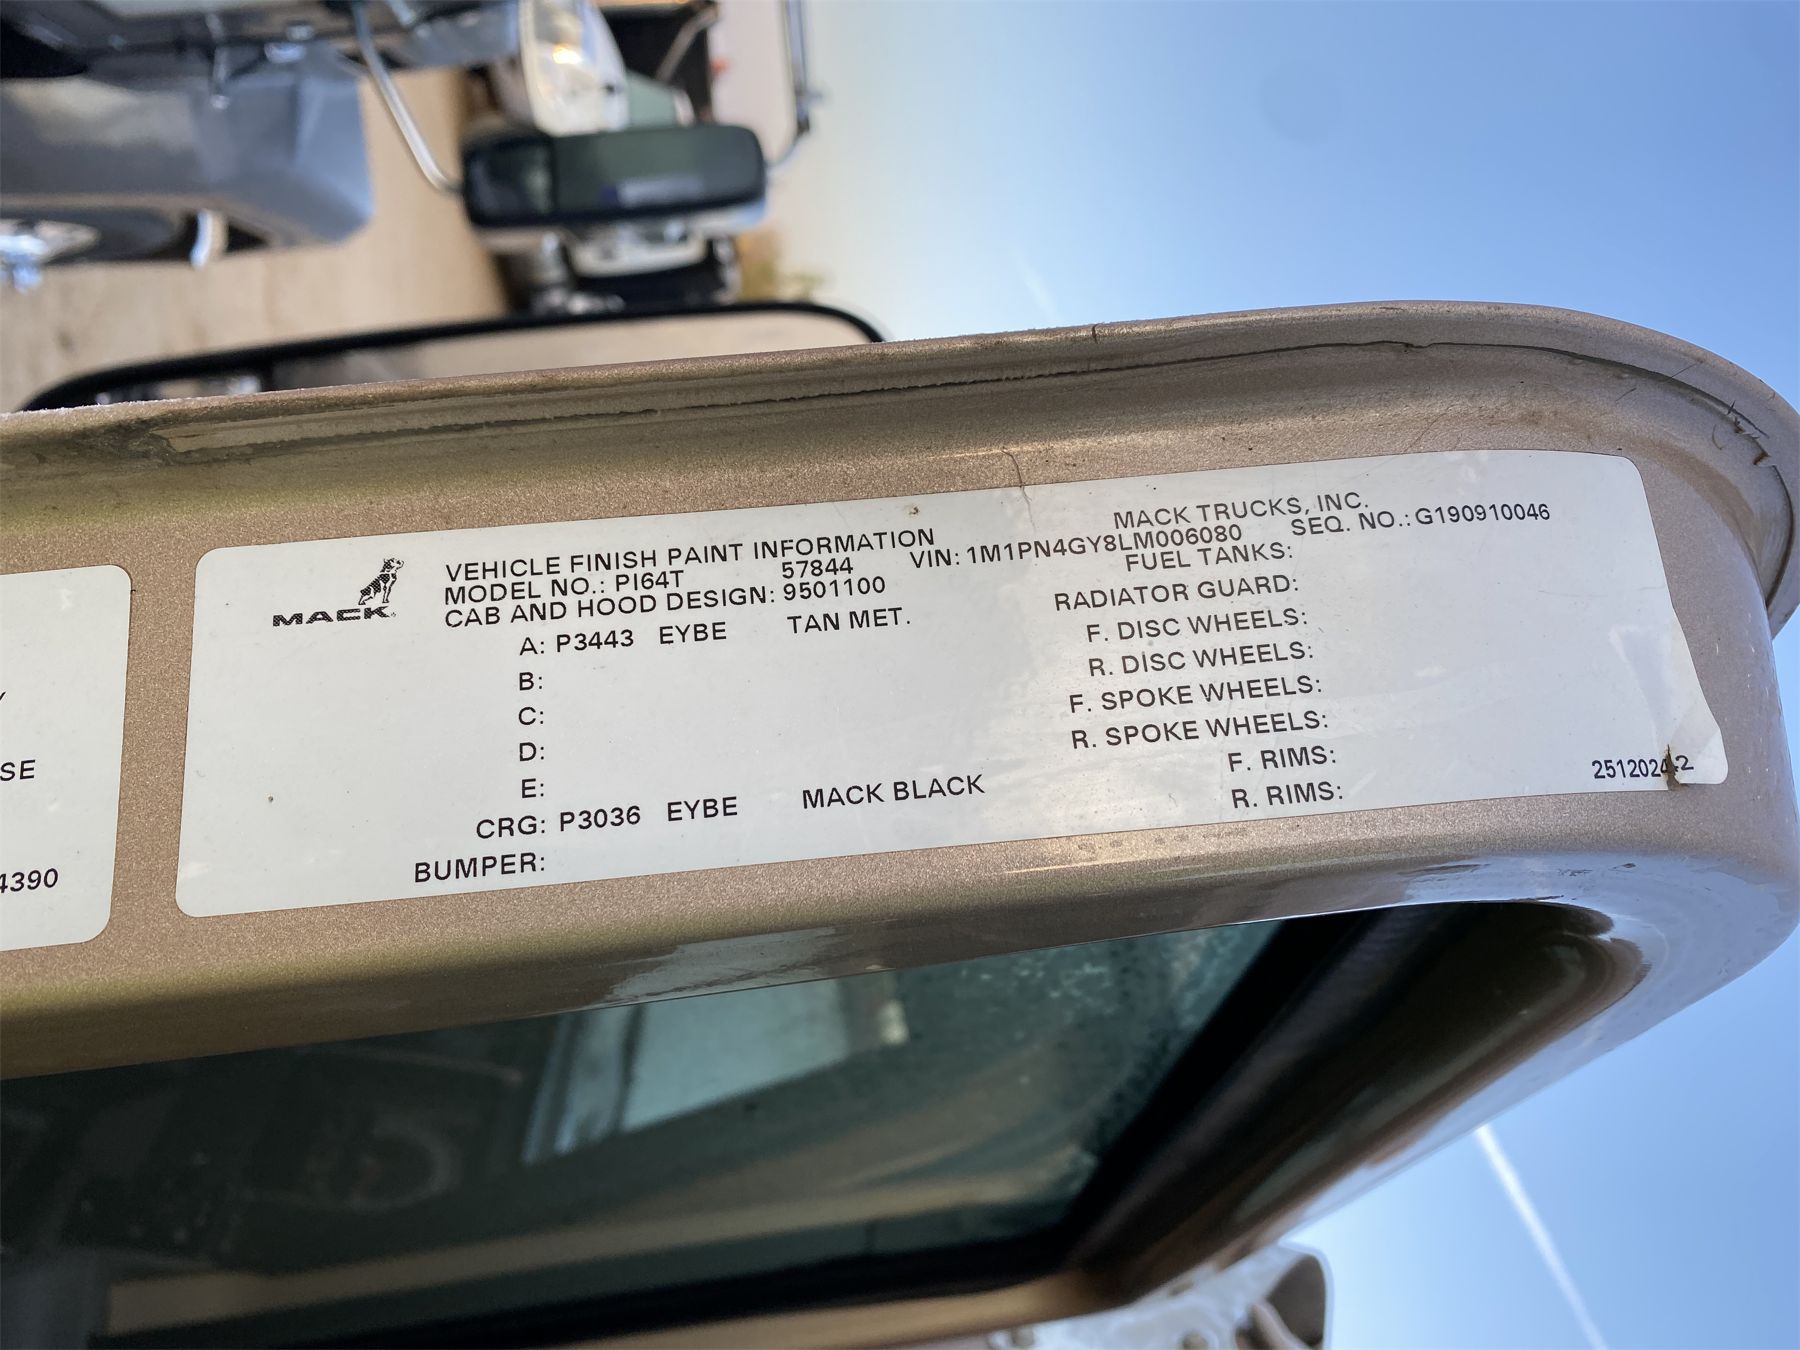 SE
4390
MACK
VEHICLE FINISH PAINT INFORMATION MACK TRUCKS, INC.
MODEL NO.: PI64T 57844 VIN: 1M1PN4GY8LM006080 SEQ. NO.: G190910046
CAB AND HOOD DESIGN: 9501100 FUEL TANKS:
A: P3443 EYBE TAN MET. RADIATOR GUARD:
B: F. DISC WHEELS:
C: R. DISC WHEELS:
D: F. SPOKE WHEELS:
E: R. SPOKE WHEELS:
CRG: P3036 EYBE MACK BLACK F. RIMS:
BUMPER: R. RIMS: